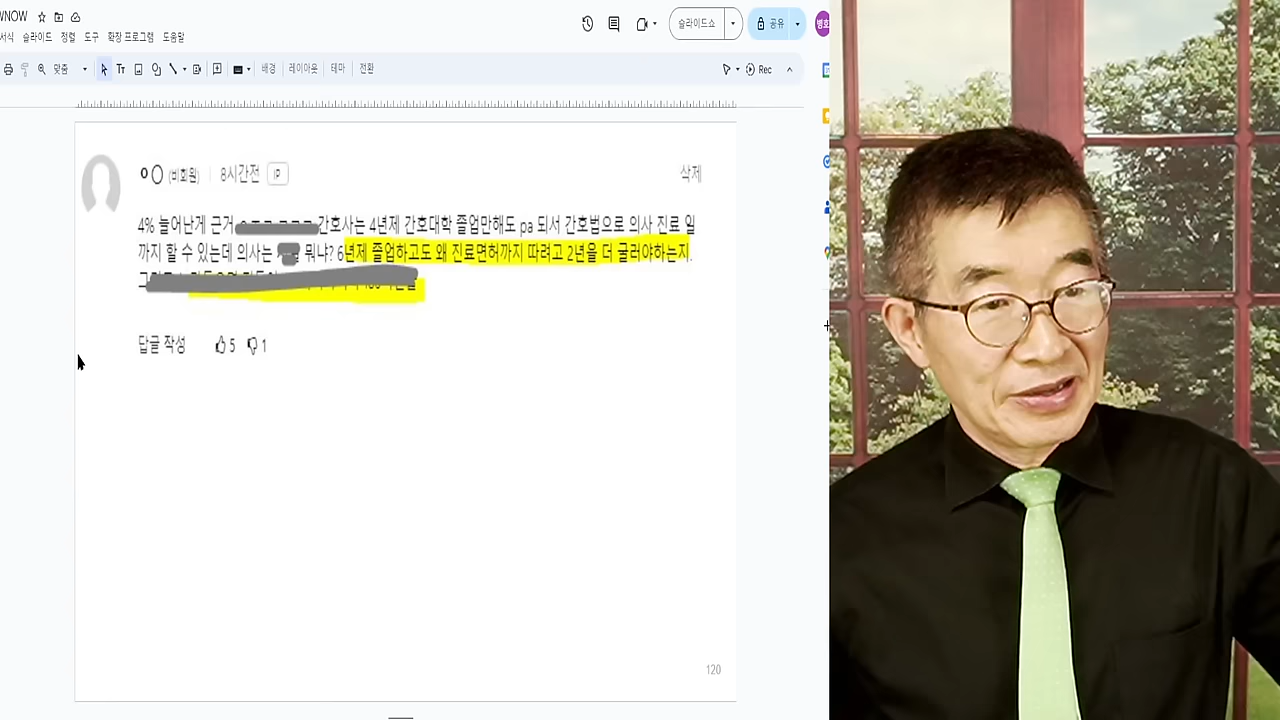 WNOW
서식 슬라이드 정렬 도구 확장 프로그램 도움말
슬라이드쇼
공유
병호
맞춤
Tт
배경 레이아웃 테마 전환
Rec
(비회원) 8시간전 IP 삭제
4% 늘어난게 근거 간호사는 4년제 간호대학 졸업만해도 pa 되서 간호법으로 의사 진료 일
까지 할 수 있는데 의사는 뭐냐? 6년제 졸업하고도 왜 진료면허까지 따려고 2년을 더 굴러야하는지.
답글 작성 5 1
120